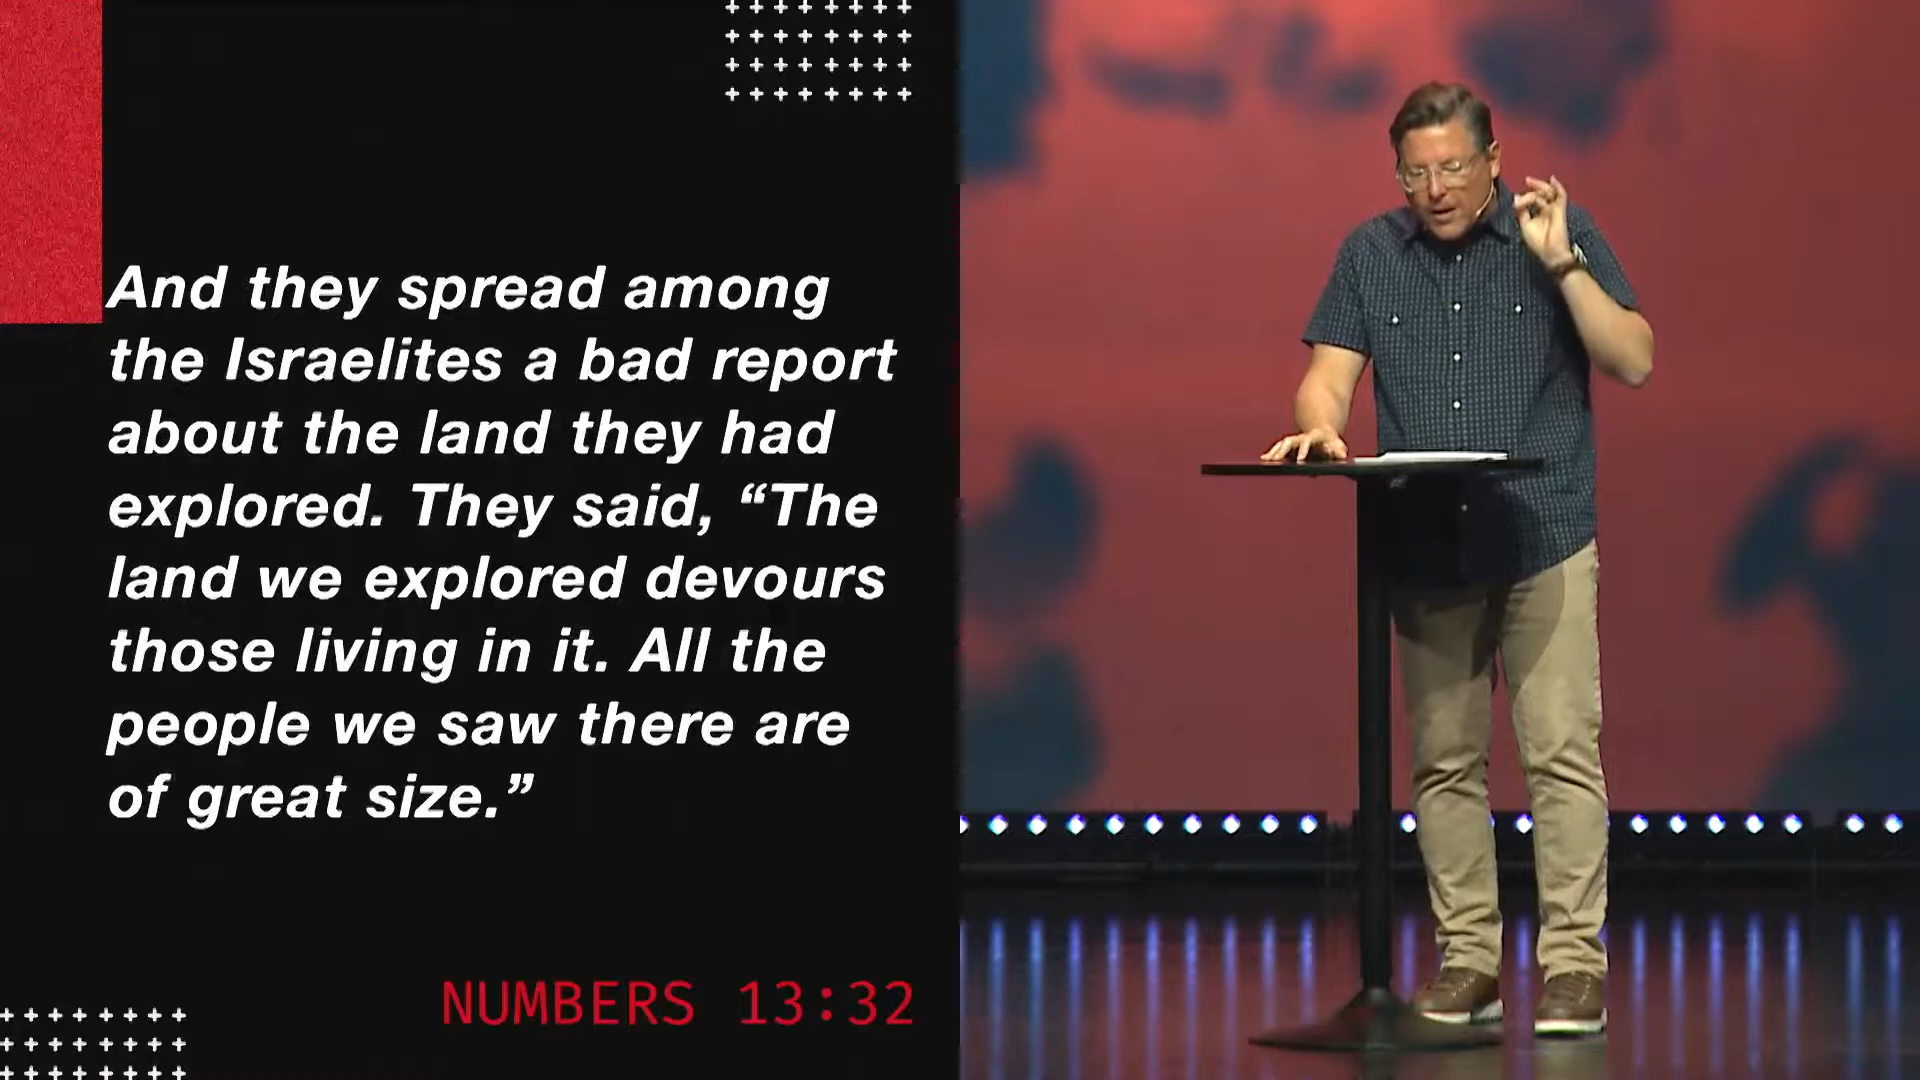 And they spread among
the Israelites a bad report
about the land they had
explored. They said, “The
land we explored devours
those living in it. All the
people we saw there are
of great size.”
NUMBERS 13:32